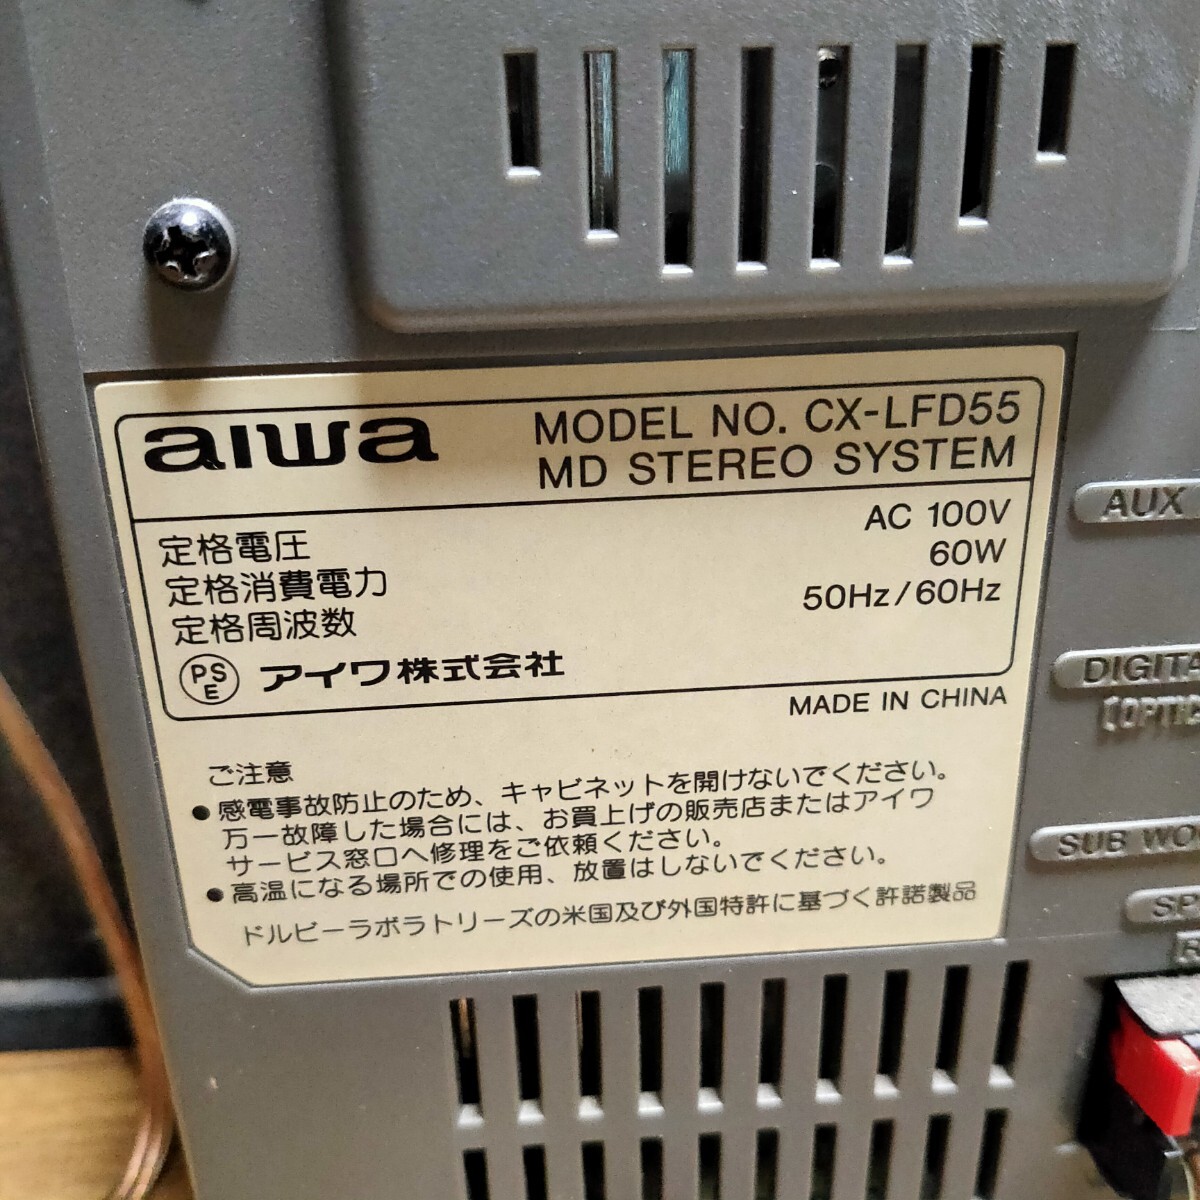 aiwa
MODEL NO. CX-LFD55
MD STEREO SYSTEM
定格電圧 AC 100V
定格消費電力 60W
定格周波数 50Hz/60Hz
PSE アイワ株式会社
MADE IN CHINA
ご注意
●感電事故防止のため、キャビネットを開けないでください。
万一故障した場合には、お買上げの販売店またはアイワ
サービス窓口へ修理をご依頼ください。
●高温になる場所での使用、放置はしないでください。
ドルビーラボラトリーズの米国及び外国特許に基づく許諾製品
AUX
DIGITA
(OPTIC
SUB WO
SP
R